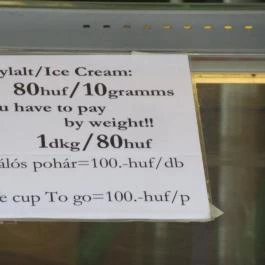 ylalt/Ice Cream:
80huf/10gramms
u have to pay
by weight!!
1dkg/80huf
álós pohár=100.-huf/db
e cup To go=100.-huf/p